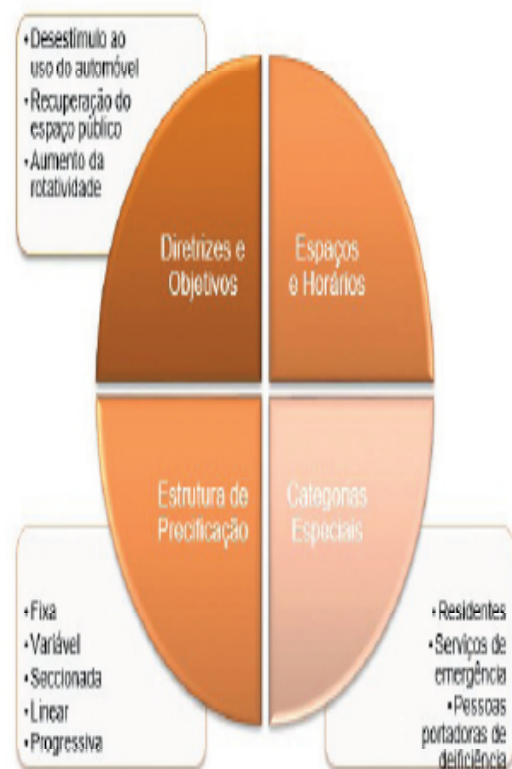 •Desestímulo ao
uso do automóvel
•Recuperação do
espaço público
•Aumento da
rotatividade
Diretrizes e
Objetivos
Espaços
e Horários
Estrutura de
Precificação
Categorias
Especiais
•Fixa
•Variável
•Seccionada
•Linear
•Progressiva
•Residentes
•Serviços de
emergência
•Pessoas
portadoras de
deificiência